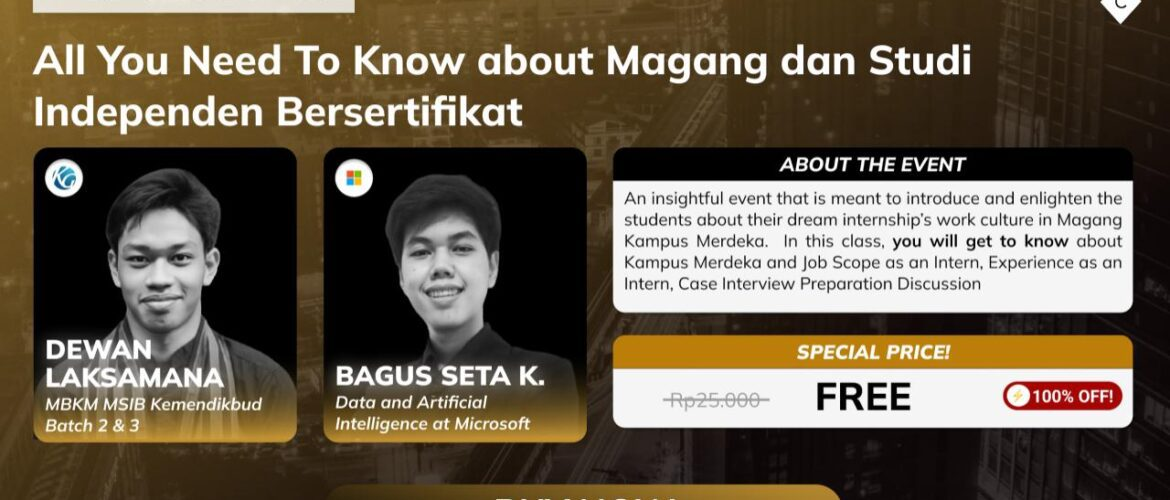 C
All You Need To Know about Magang dan Studi
Independen Bersertifikat
DEWAN
LAKSAMANA
MBKM MSIB Kemendikbud
Batch 2 & 3
BAGUS SETA K.
Data and Artificial
Intelligence at Microsoft
ABOUT THE EVENT
An insightful event that is meant to introduce and enlighten the
students about their dream internship's work culture in Magang
Kampus Merdeka. In this class, you will get to know about
Kampus Merdeka and Job Scope as an Intern, Experience as an
Intern, Case Interview Preparation Discussion
SPECIAL PRICE!
Rp25.000 FREE 100% OFF!